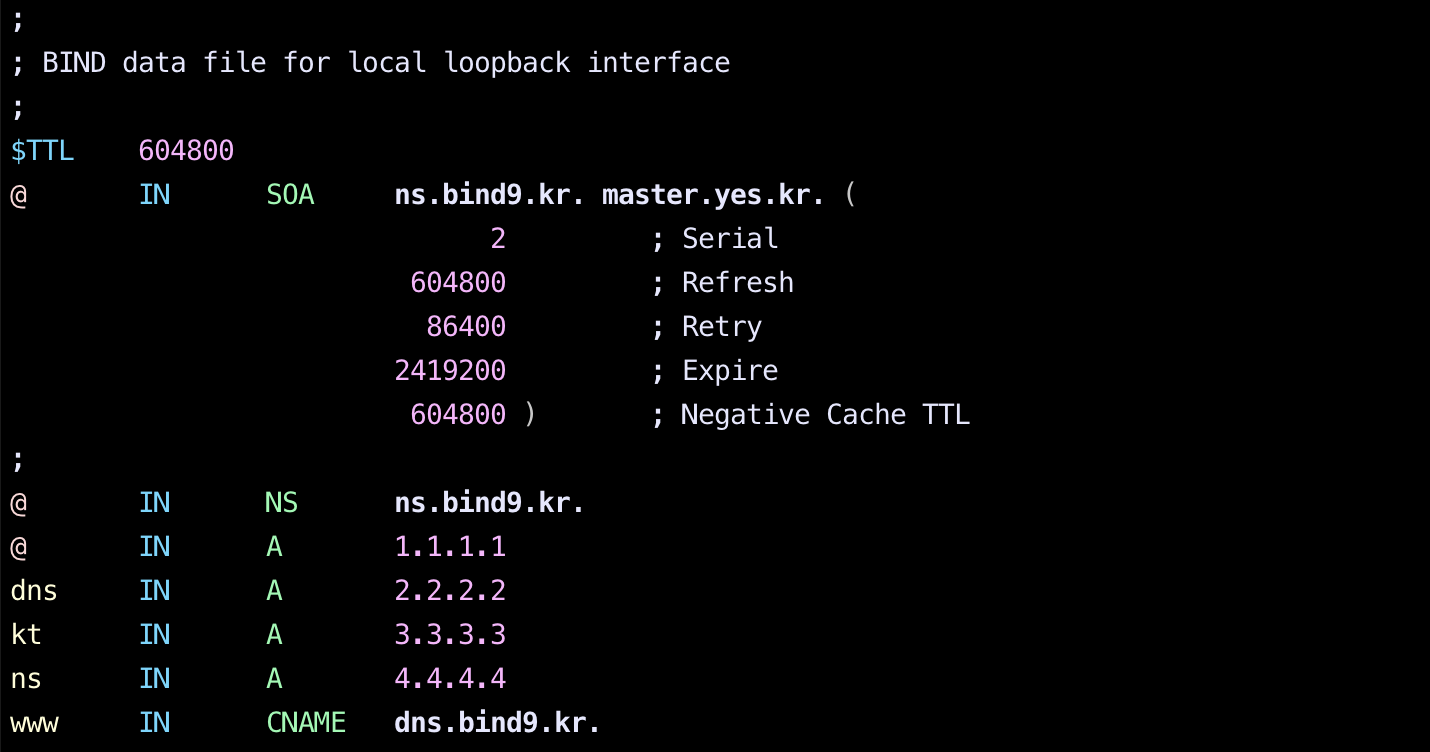 ;
; BIND data file for local loopback interface
;
$TTL    604800
@       IN      SOA     ns.bind9.kr. master.yes.kr. (
                              2         ; Serial
                         604800         ; Refresh
                          86400         ; Retry
                        2419200         ; Expire
                         604800 )       ; Negative Cache TTL
;
@       IN      NS      ns.bind9.kr.
@       IN      A       1.1.1.1
dns     IN      A       2.2.2.2
kt      IN      A       3.3.3.3
ns      IN      A       4.4.4.4
www     IN      CNAME   dns.bind9.kr.